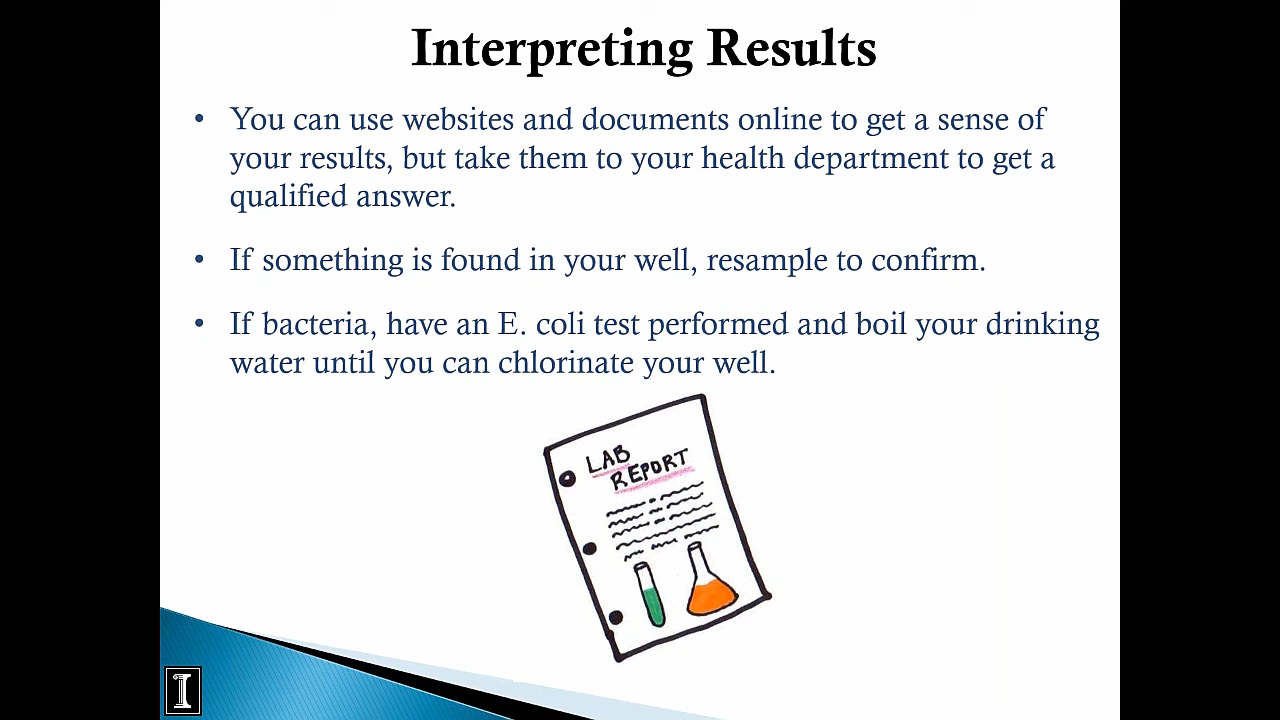 Interpreting Results
• You can use websites and documents online to get a sense of
your results, but take them to your health department to get a
qualified answer.
• If something is found in your well, resample to confirm.
• If bacteria, have an E. coli test performed and boil your drinking
water until you can chlorinate your well.
LAB
REPORT
I